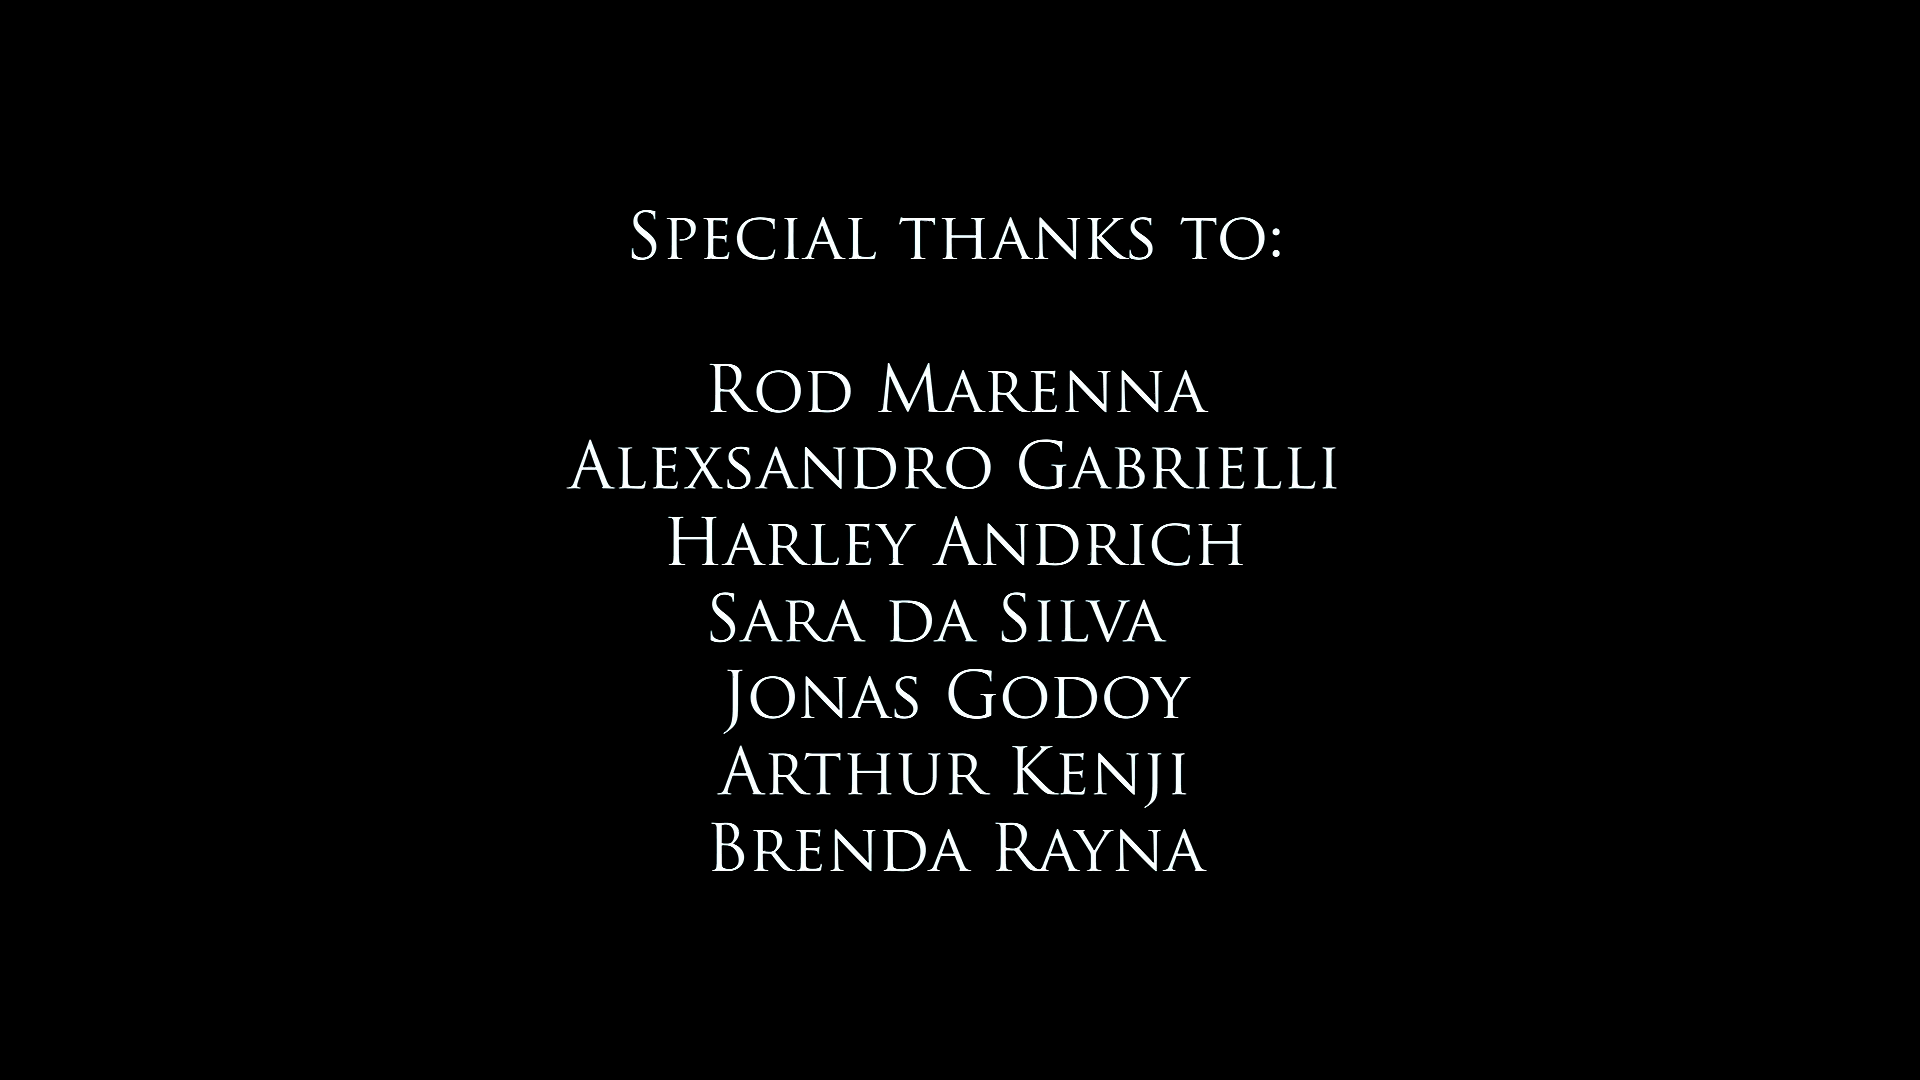 Special thanks to:
Rod Marenna
Alexsandro Gabrielli
Harley Andrich
Sara da Silva
Jonas Godoy
Arthur Kenji
Brenda Rayna